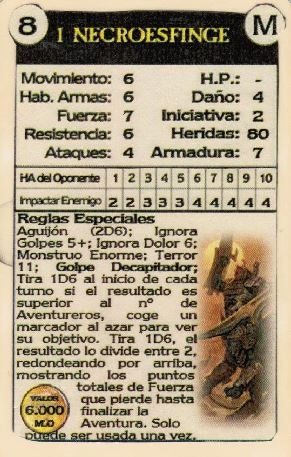 8 1 NECROESFINGE M
Movimiento: 6 H.P.: -
Hab. Armas: 6 Daño: 4
Fuerza: 7 Iniciativa: 2
Resistencia: 6 Heridas: 80
Ataques: 4 Armadura: 7
HA del Oponente 1 2 3 4 5 6 7 8 9 10
Impactar Enemigo 2 2 3 3 3 3 4 4 4 4
Reglas Especiales
Aguijón (2D6); Ignora
Golpes 5+; Ignora Dolor 6;
Monstruo Enorme; Terror
11; Golpe Decapitador;
Tira 1D6 al inicio de cada
turno si el resultado es
superior al nº de
Aventureros, coge un
marcador al azar para ver
su objetivo. Tira 1D6, el
resultado lo divide entre 2,
redondeando por arriba,
mostrando los puntos
totales de Fuerza
que pierde hasta
finalizar la
Aventura. Solo
puede ser usada una vez.
VALOR
6.000
M.O